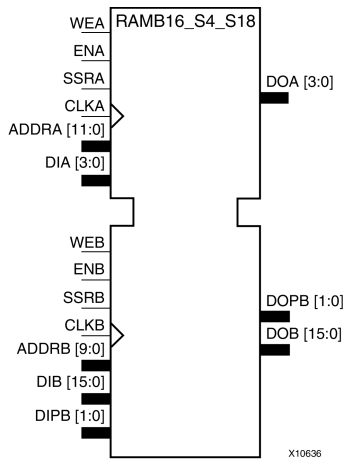 RAMB16_S4_S18
WEA
ENA
SSRA
CLKA
ADDRA [11:0]
DIA [3:0]
DOA [3:0]
WEB
ENB
SSRB
CLKB
ADDRB [9:0]
DIB [15:0]
DIPB [1:0]
DOPB [1:0]
DOB [15:0]
X10636